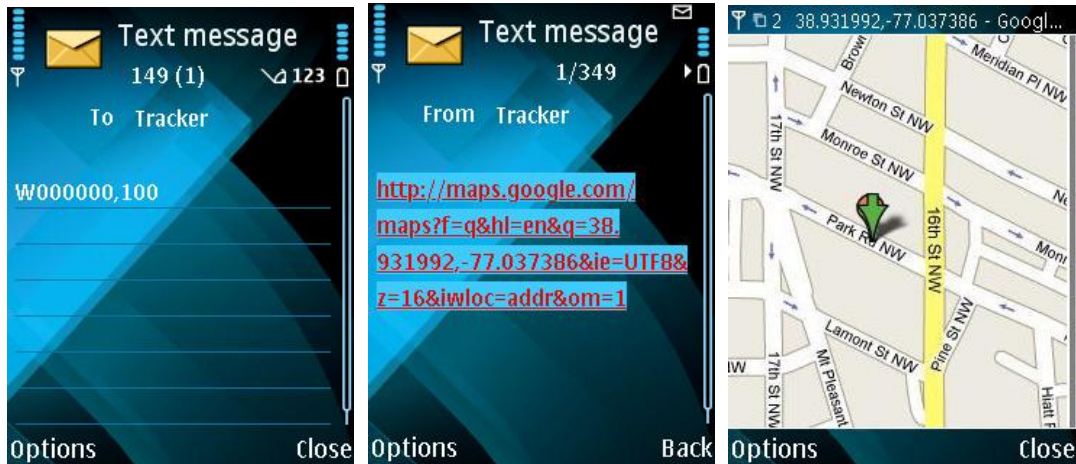 Text message
149 (1)
123
To Tracker
W000000,100
Options Close
Text message
1/349
From Tracker
http://maps.google.com/
maps?f=q&hl=en&q=38.
931992,-77.037386&ie=UTF8&
z=16&iwloc=addr&om=1
Options Back
2 38.931992,-77.037386 - Googl...
Brown
Meridian Pl NW
Newton St NW
17th St NW
Monroe St NW
Park Rd NW
16th St NW
Lamont St NW
Pine St NW
17th St NW
Mt Pleasant
Hiatt
Options Close